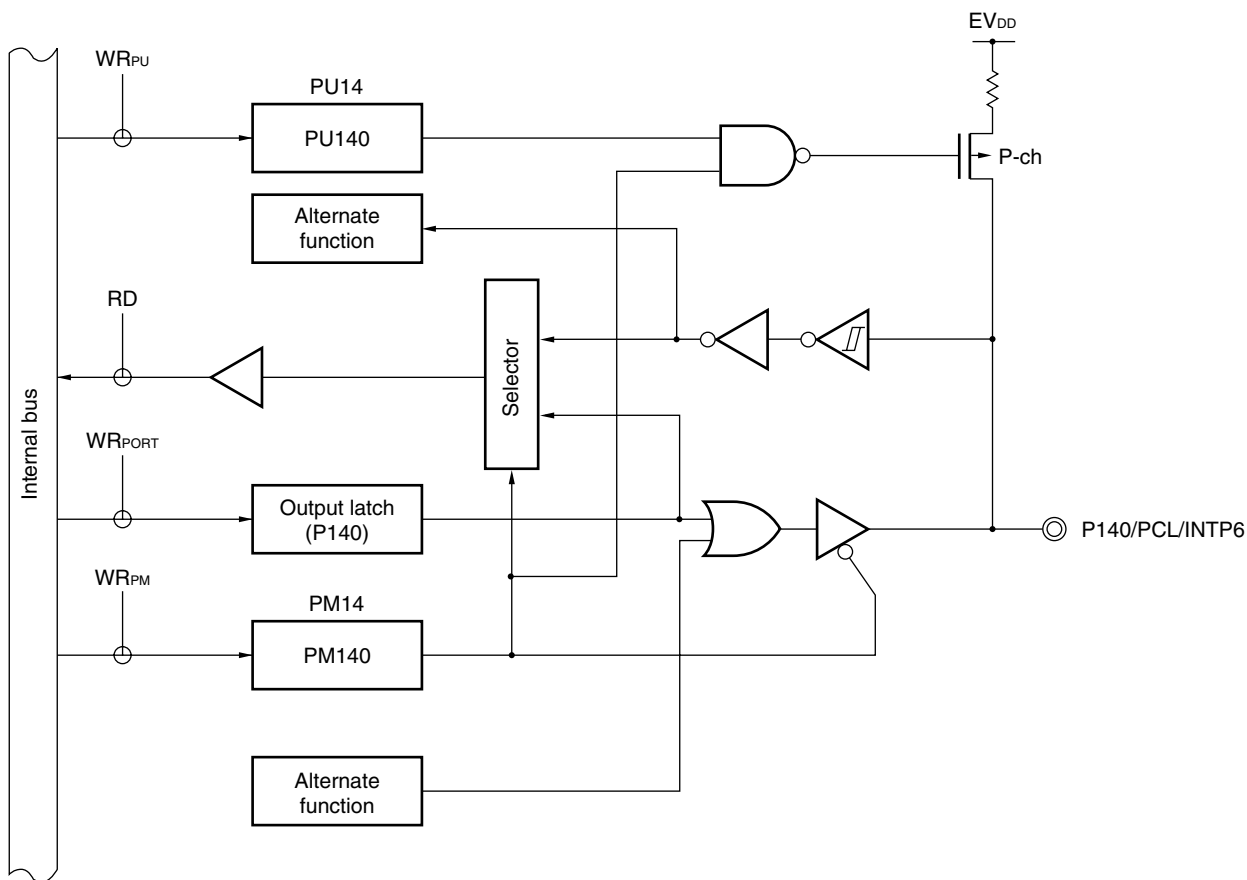 EVDD
WRPU
PU14
PU140
P-ch
Alternate
function
RD
Selector
Internal bus
WRPORT
Output latch
(P140)
P140/PCL/INTP6
WRPM
PM14
PM140
Alternate
function